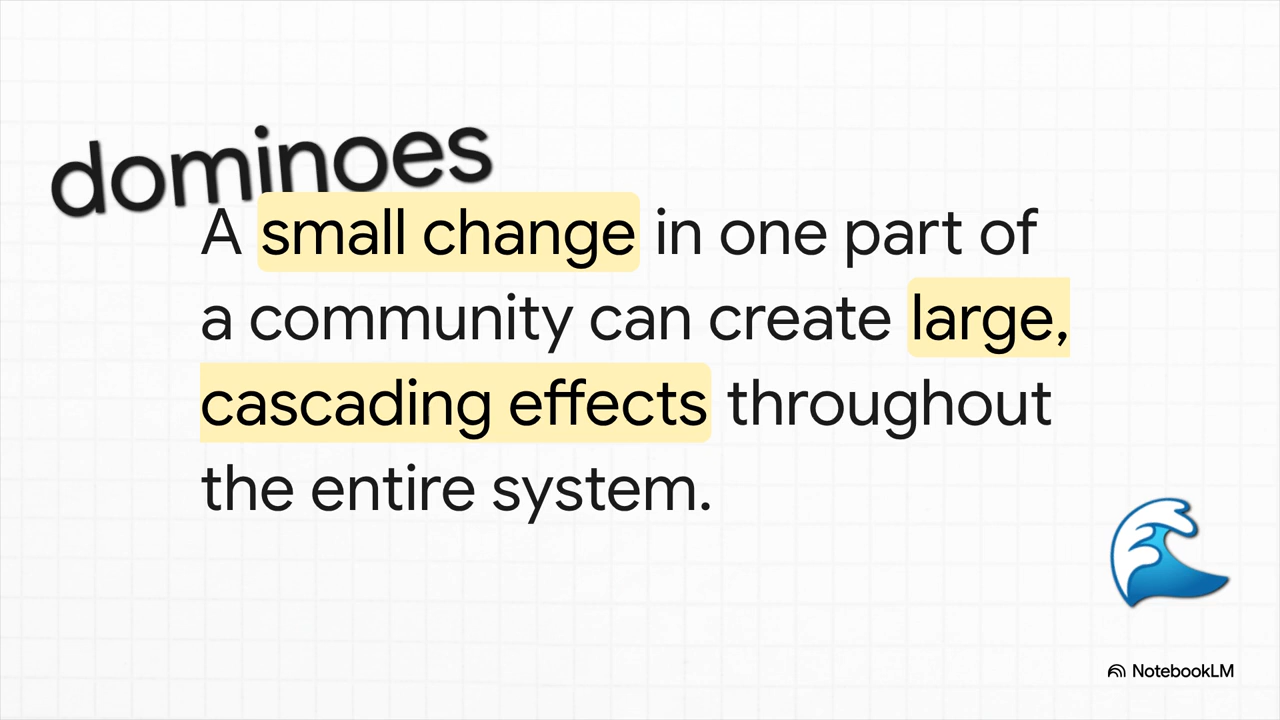 dominoes
A small change in one part of
a community can create large,
cascading effects throughout
the entire system.
NotebookLM